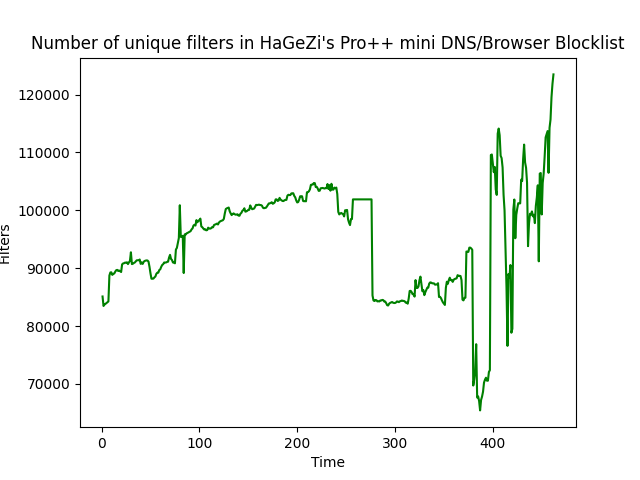 Number of unique filters in HaGeZi's Pro++ mini DNS/Browser Blocklist
120000
110000
100000
90000
80000
70000
Filters
0 100 200 300 400
Time